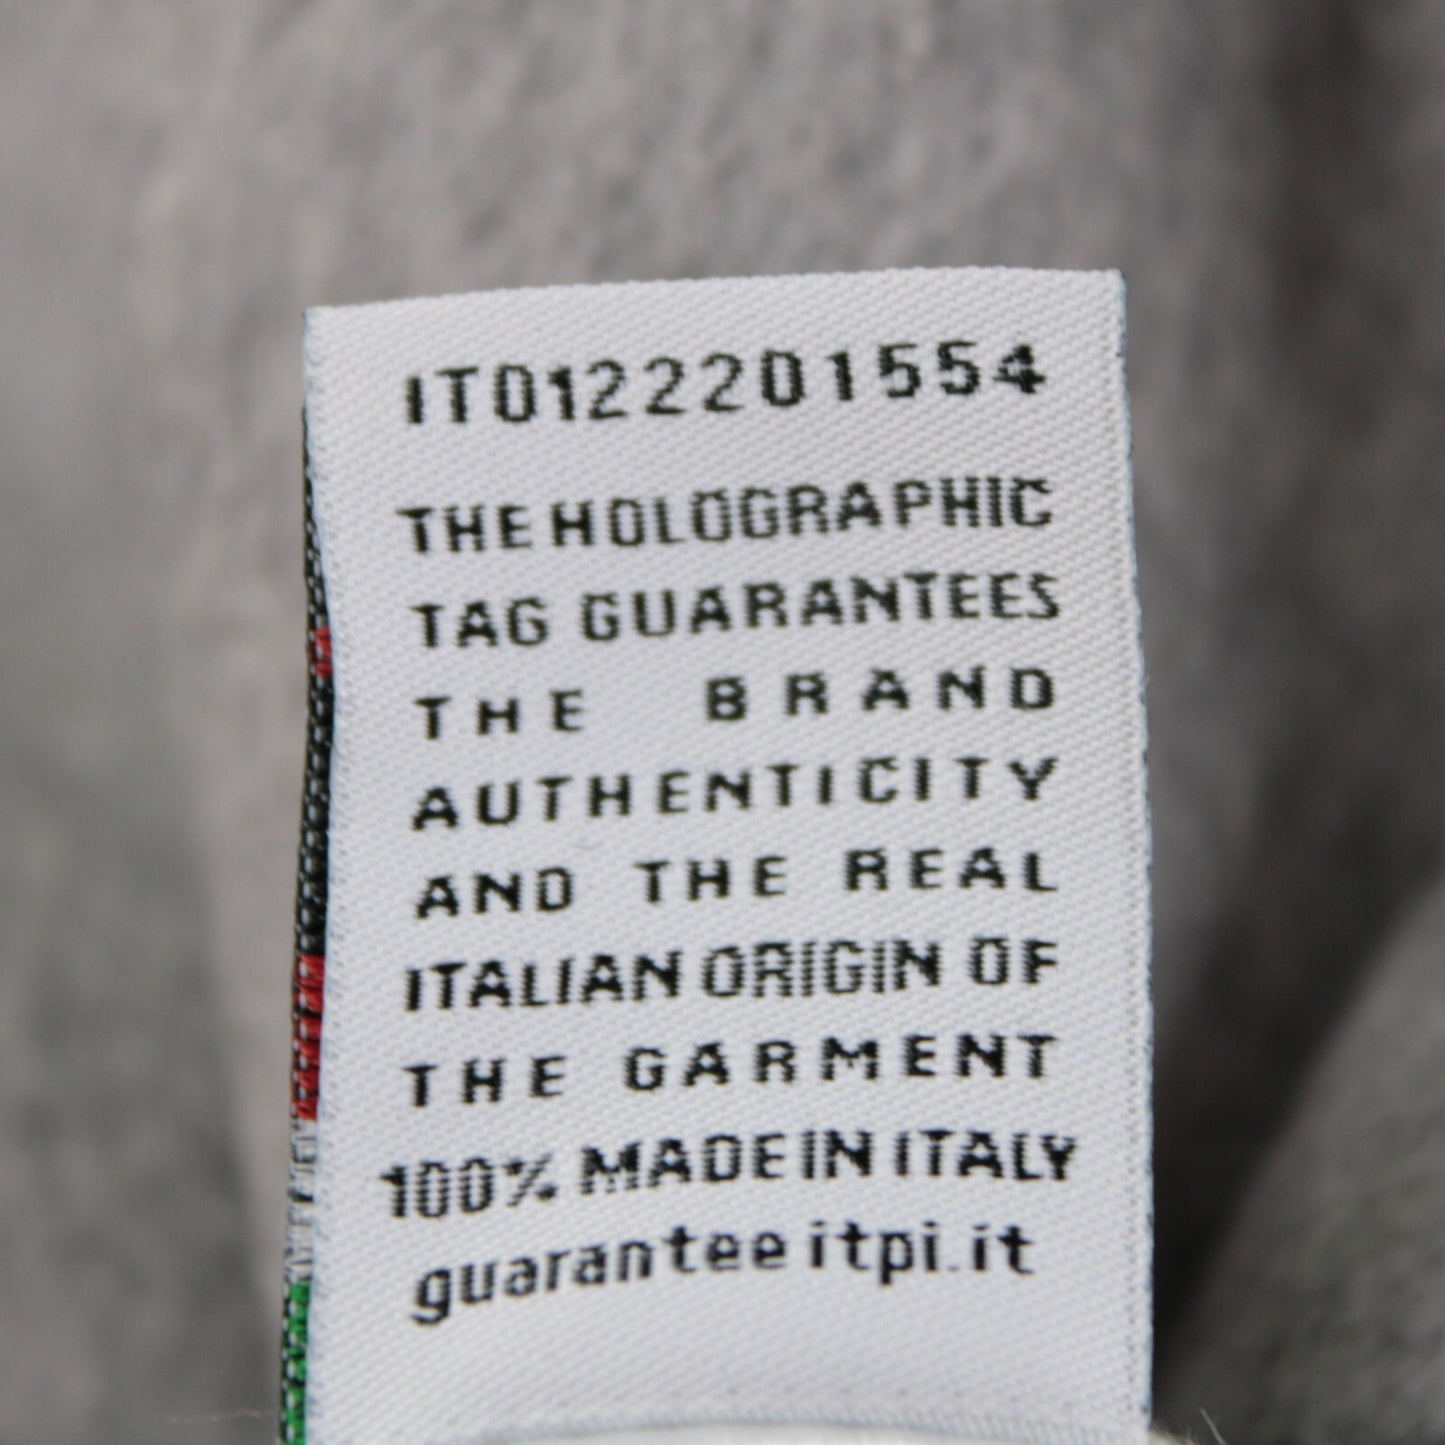 IT0122201554
THE HOLOGRAPHIC
TAG GUARANTEES
THE BRAND
AUTHENTICITY
AND THE REAL
ITALIAN ORIGIN OF
THE GARMENT
100% MADE IN ITALY
guarantee itpi.it